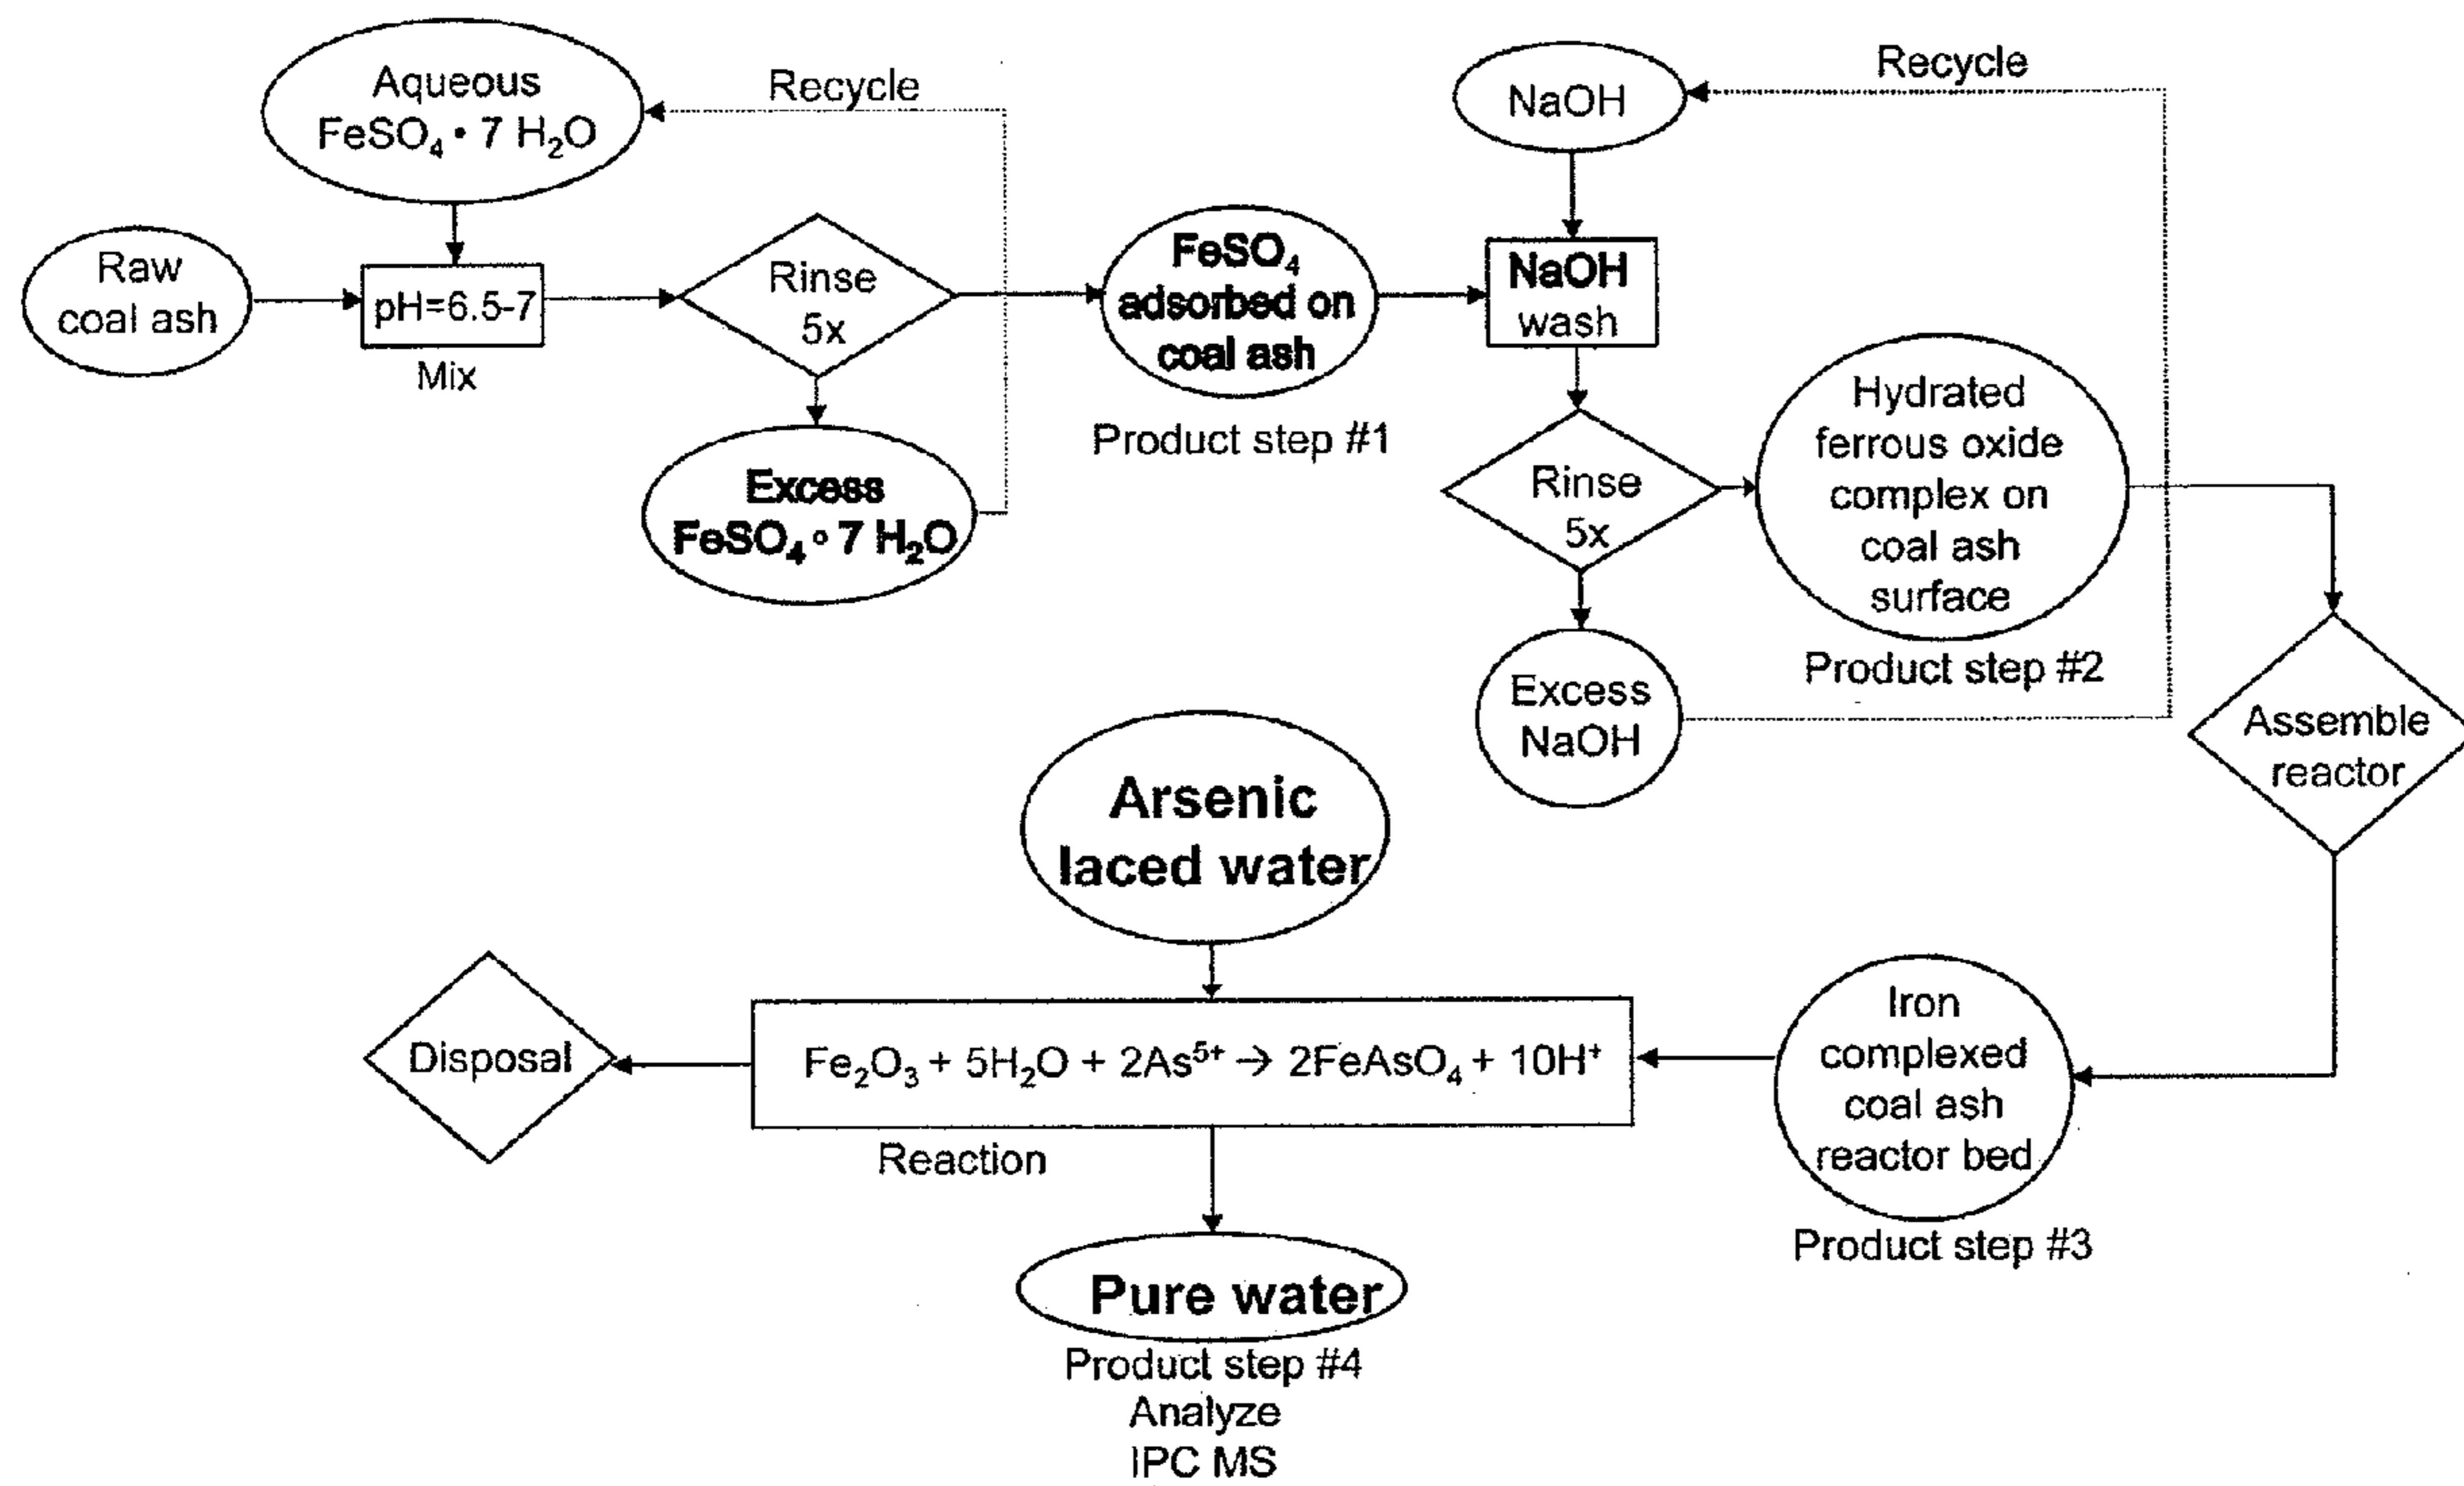 Aqueous
FeSO₄ • 7 H₂O
Recycle
Raw
coal ash
pH=6.5-7
Mix
Rinse
5x
Excess
FeSO₄ ∘ 7 H₂O
FeSO₄
adsorbed on
coal ash
Product step #1
NaOH
Recycle
NaOH
wash
Rinse
5x
Hydrated
ferrous oxide
complex on
coal ash
surface
Product step #2
Excess
NaOH
Assemble
reactor
Arsenic
laced water
Disposal
Fe₂O₃ + 5H₂O + 2As⁵⁺ → 2FeAsO₄ + 10H⁺
Reaction
Iron
complexed
coal ash
reactor bed
Product step #3
Pure water
Product step #4
Analyze
IPC MS